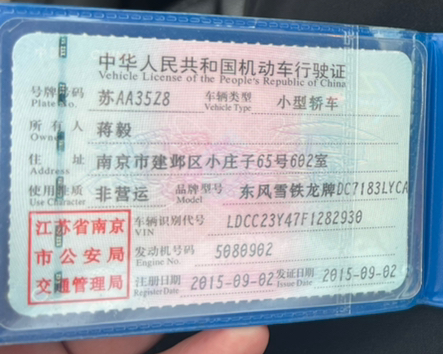 中华人民共和国机动车行驶证
Vehicle License of the People's Republic of China
号牌号码 苏AA35Z8 车辆类型 小型轿车
Plate No. Vehicle Type
所有人 蒋毅
Owner
住址 南京市建邺区小庄子65号602室
Address
使用性质 非营运 品牌型号 东风雪铁龙牌DC7183LYCA
Use Character Model
江苏省南京市公安局交通管理局
车辆识别代号 LDCC23Y47F1282930
VIN
发动机号码 5080902
Engine No.
注册日期 2015-09-02 发证日期 2015-09-02
Register Date Issue Date